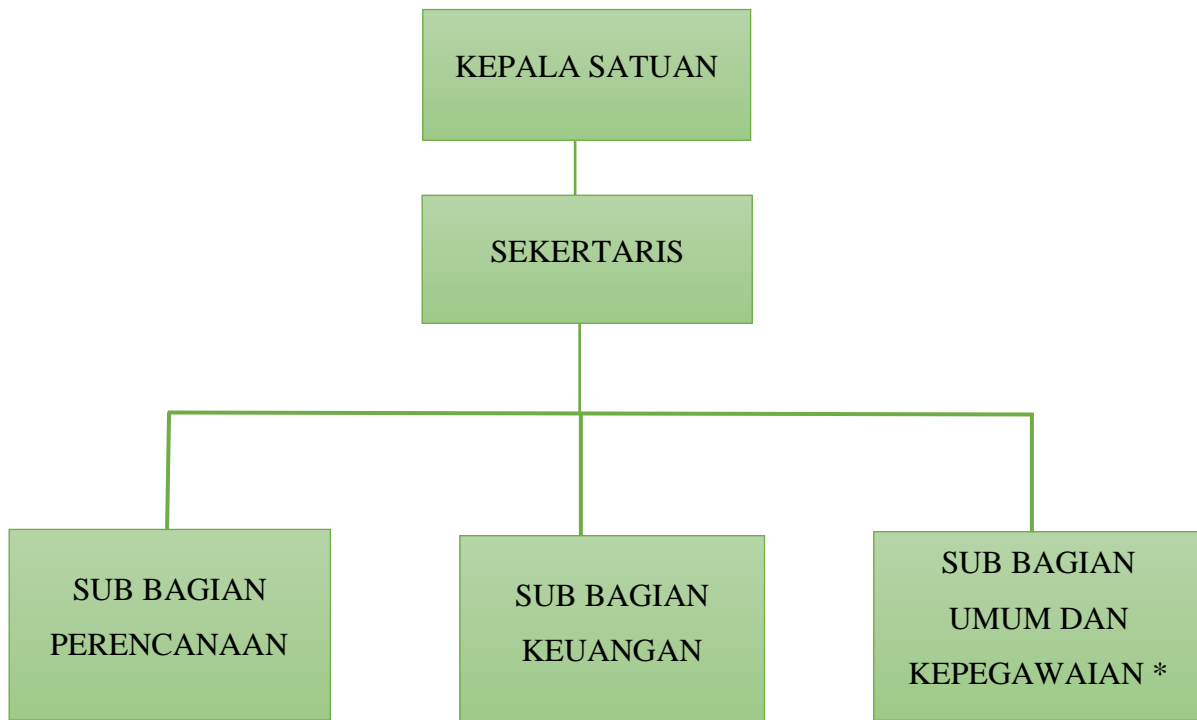 KEPALA SATUAN
SEKERTARIS
SUB BAGIAN
PERENCANAAN
SUB BAGIAN
KEUANGAN
SUB BAGIAN
UMUM DAN
KEPEGAWAIAN *